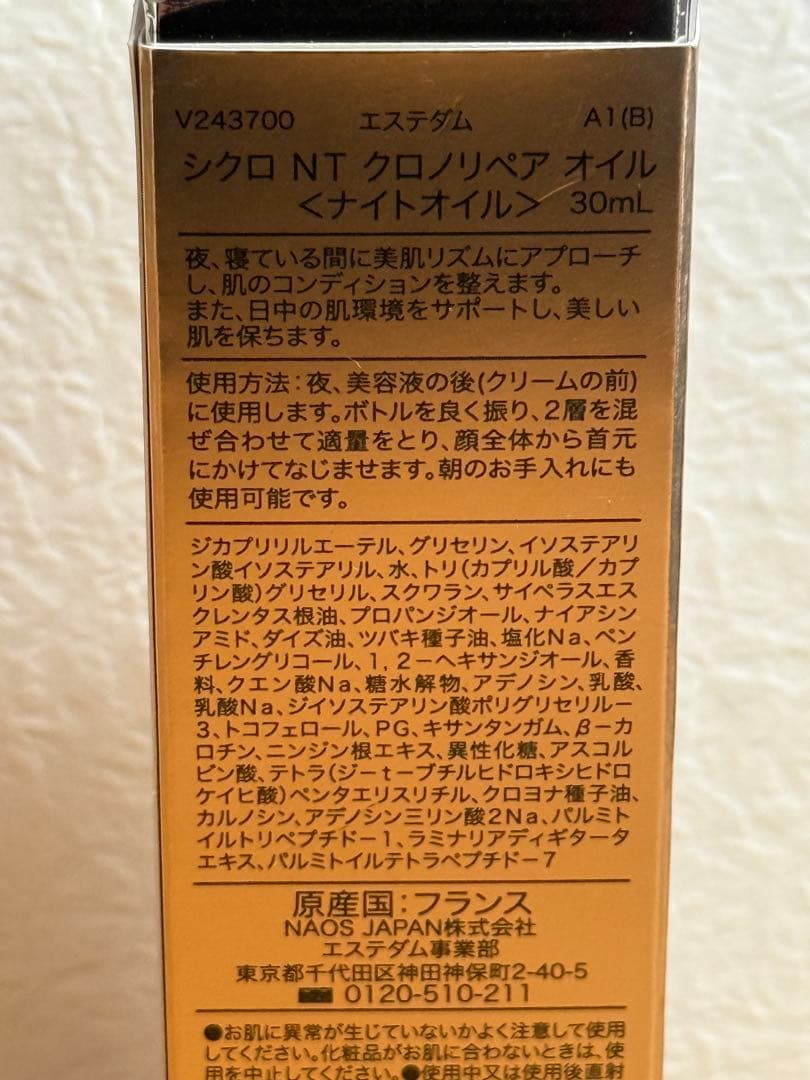 V243700 エステダム A1(B)
シクロ NT クロノリペア オイル
＜ナイトオイル＞ 30mL
夜、寝ている間に美肌リズムにアプローチ
し、肌のコンディションを整えます。
また、日中の肌環境をサポートし、美しい
肌を保ちます。
使用方法：夜、美容液の後(クリームの前)
に使用します。ボトルを良く振り、2層を混
ぜ合わせて適量をとり、顔全体から首元
にかけてなじませます。朝のお手入れにも
使用可能です。
ジカプリリルエーテル、グリセリン、イソステアリ
ン酸イソステアリル、水、トリ(カプリル酸／カプ
リン酸)グリセリル、スクワラン、サイペラスエス
クレンタス根油、プロパンジオール、ナイアシン
アミド、ダイズ油、ツバキ種子油、塩化Na、ペン
チレングリコール、1,2－ヘキサンジオール、香
料、クエン酸Na、糖水解物、アデノシン、乳酸、
乳酸Na、ジイソステアリン酸ポリグリセリル－
3、トコフェロール、PG、キサンタンガム、β－カ
ロチン、ニンジン根エキス、異性化糖、アスコル
ビン酸、テトラ(ジ－t－ブチルヒドロキシヒドロ
ケイヒ酸)ペンタエリスリチル、クロヨナ種子油、
カルノシン、アデノシン三リン酸2Na、パルミト
イルトリペプチド－1、ラミナリアディギタータ
エキス、パルミトイルテトラペプチド－7
原産国：フランス
NAOS JAPAN株式会社
エステダム事業部
東京都千代田区神田神保町2-40-5
0120-510-211
●お肌に異常が生じていないかよく注意して使用
してください。化粧品がお肌に合わないときは、使
用を中止してください。●使用中又は使用後直射